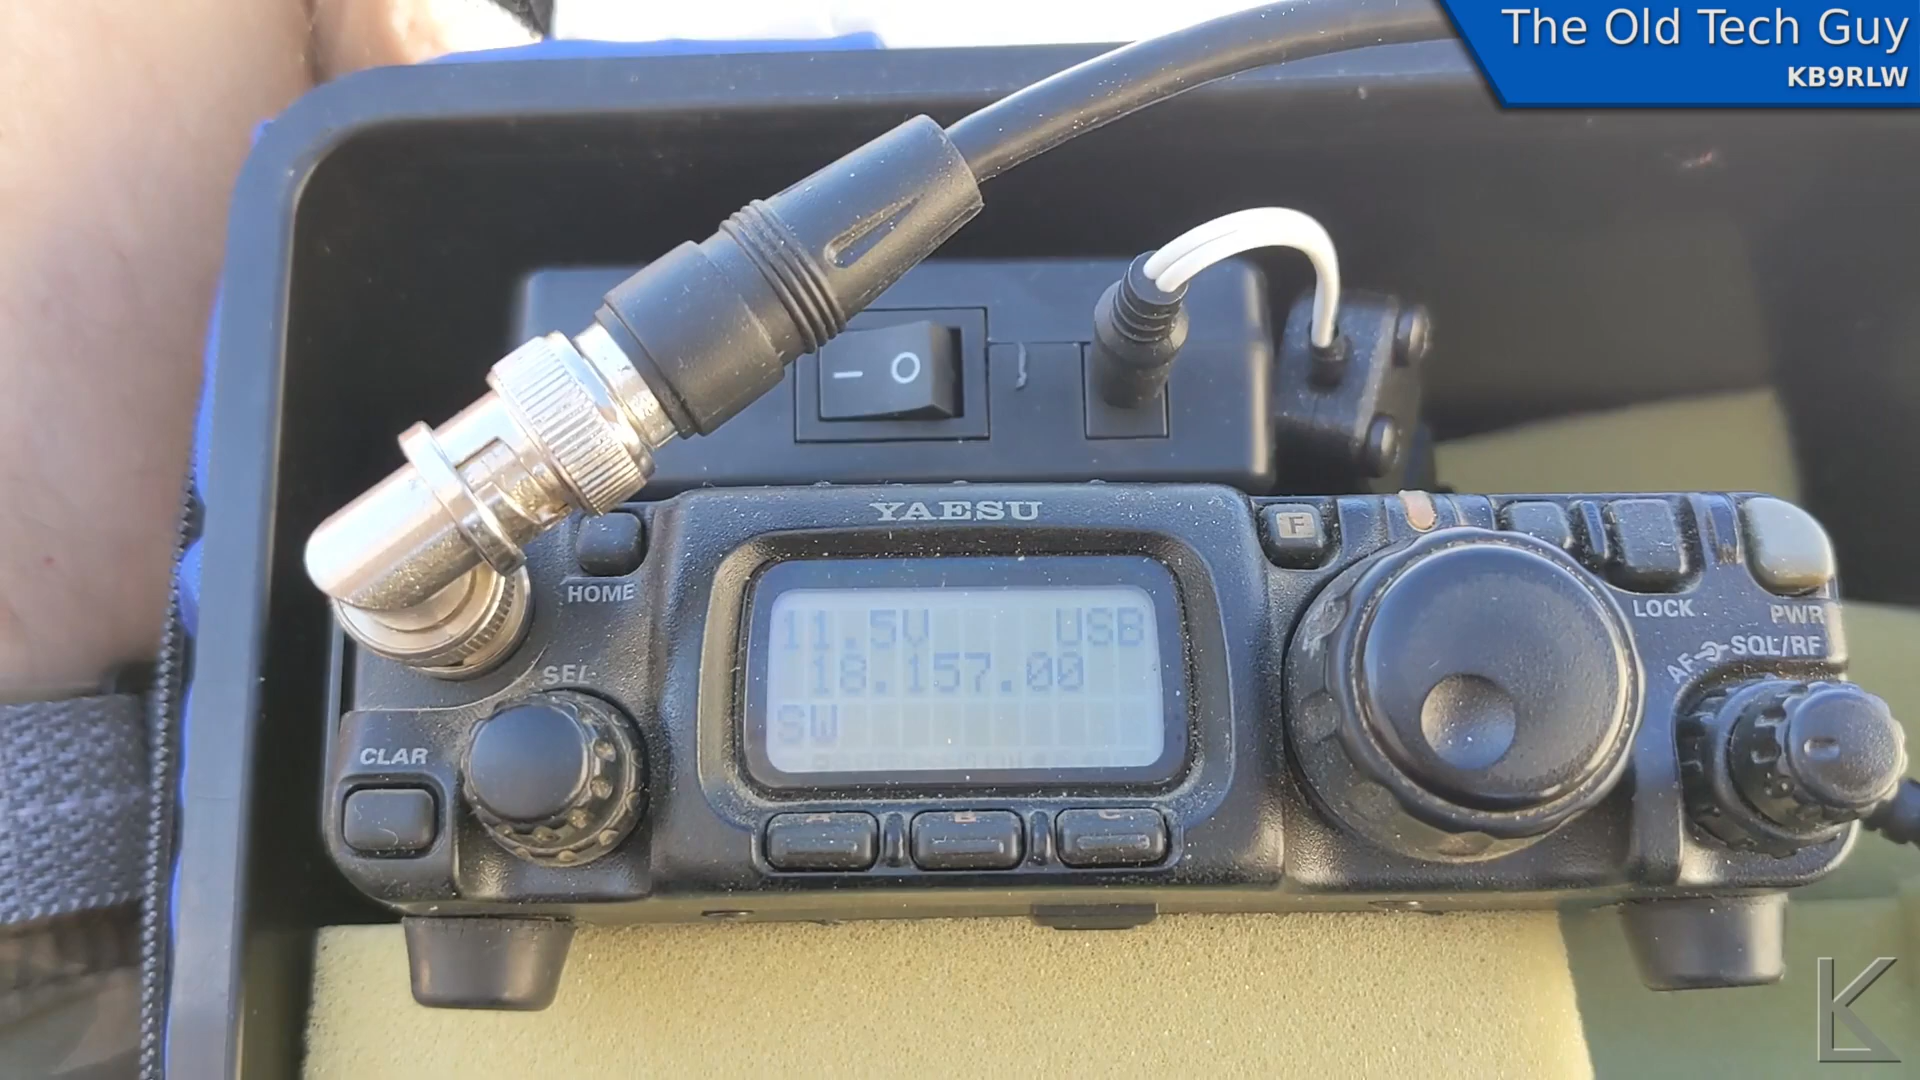 The Old Tech Guy
KB9RLW
YAESU
F
HOME
LOCK
PWR
AF SQL/RF
SEL
CLAR
11.5V USB
18.157.00
SW
A B C
K